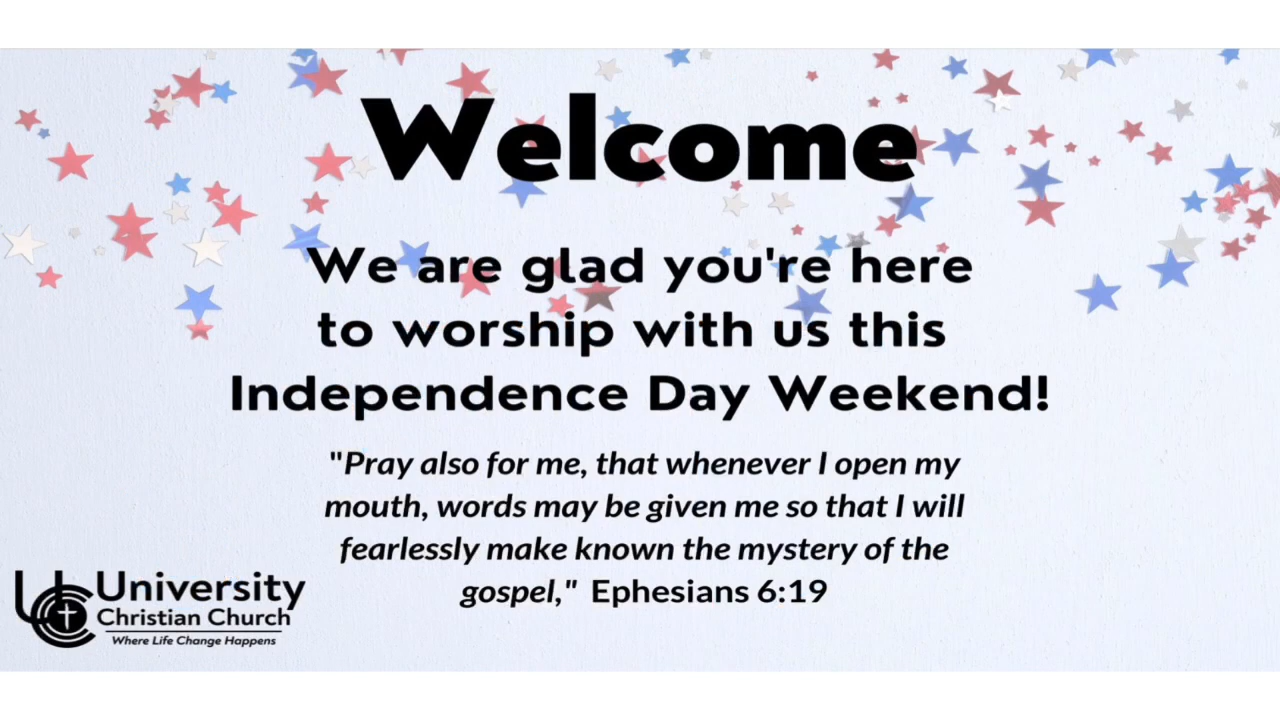 Welcome
We are glad you're here
to worship with us this
Independence Day Weekend!
"Pray also for me, that whenever I open my
mouth, words may be given me so that I will
fearlessly make known the mystery of the
gospel," Ephesians 6:19
UCC University
Christian Church
Where Life Change Happens